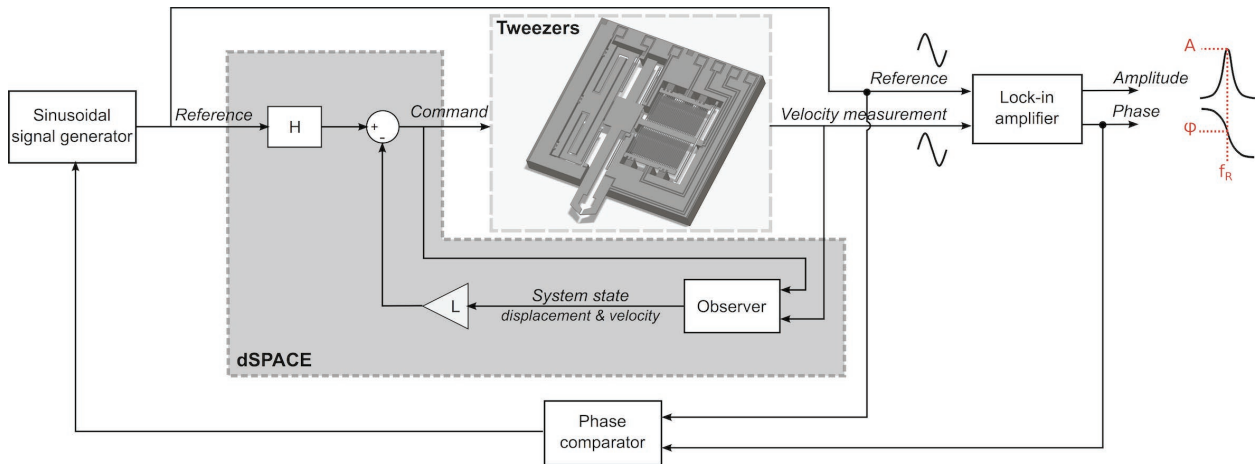 Tweezers
Sinusoidal
signal generator
Reference
H
+
-
Command
Reference
Velocity measurement
Lock-in
amplifier
Amplitude
Phase
A
φ
f_R
L
System state
displacement & velocity
Observer
dSPACE
Phase
comparator